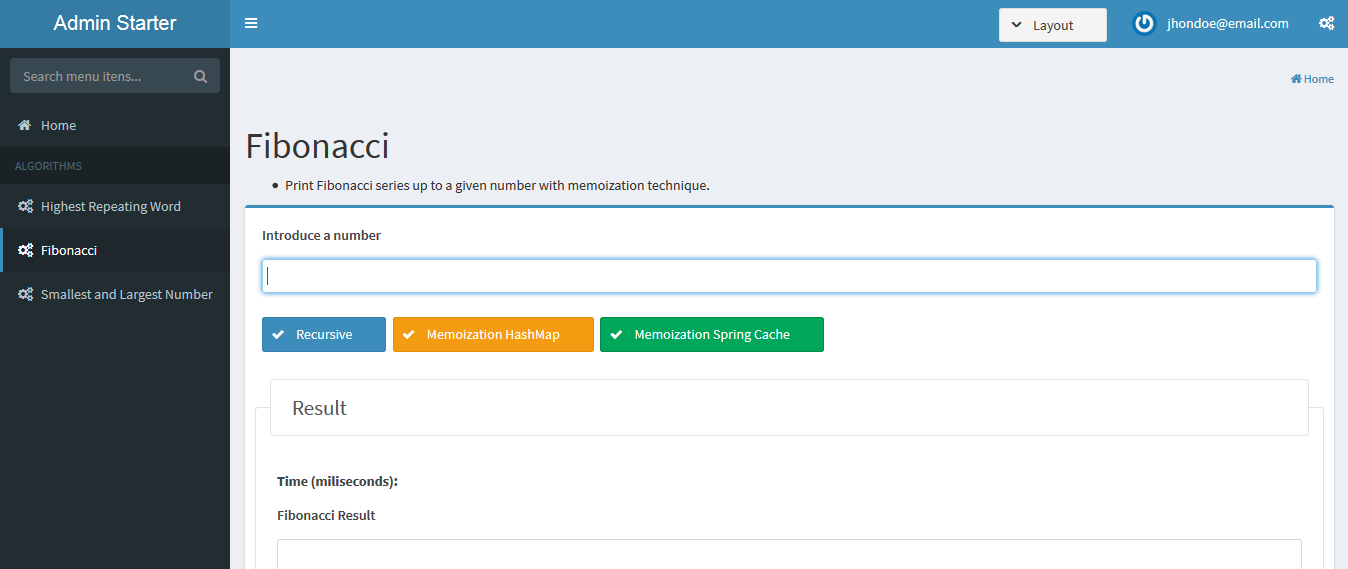 Admin Starter
Layout
jhondoe@email.com
Search menu itens...
Home
Home
ALGORITHMS
Highest Repeating Word
Fibonacci
Smallest and Largest Number
Fibonacci
Print Fibonacci series up to a given number with memoization technique.
Introduce a number
Recursive
Memoization HashMap
Memoization Spring Cache
Result
Time (miliseconds):
Fibonacci Result